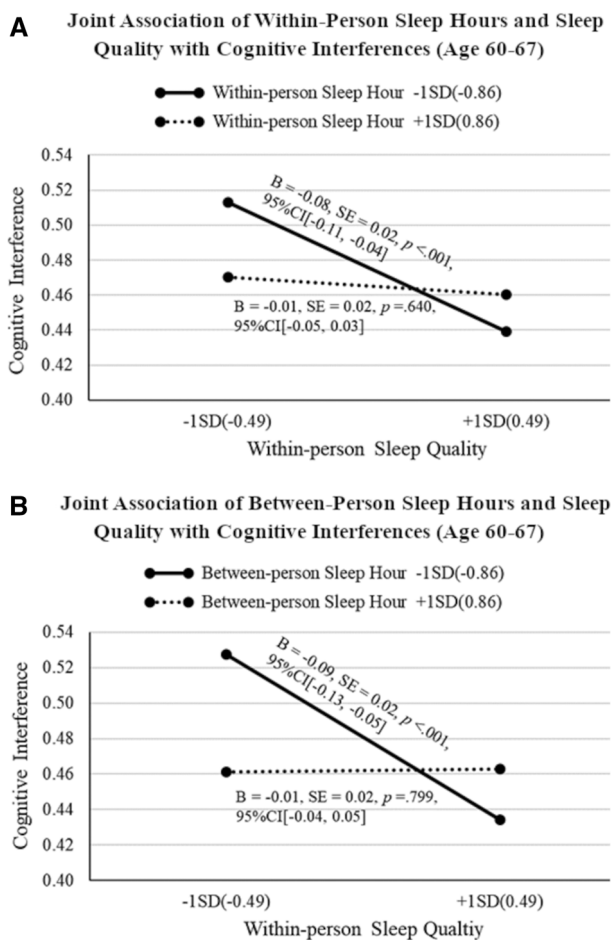 A
Joint Association of Within-Person Sleep Hours and Sleep
Quality with Cognitive Interferences (Age 60-67)
Within-person Sleep Hour -1SD(-0.86)
Within-person Sleep Hour +1SD(0.86)
Cognitive Interference
0.54
0.52
0.50
0.48
0.46
0.44
0.42
0.40
B = -0.08, SE = 0.02, p <.001,
95%CI[-0.11, -0.04]
B = -0.01, SE = 0.02, p =.640,
95%CI[-0.05, 0.03]
-1SD(-0.49)
+1SD(0.49)
Within-person Sleep Quality
B
Joint Association of Between-Person Sleep Hours and Sleep
Quality with Cognitive Interferences (Age 60-67)
Between-person Sleep Hour -1SD(-0.86)
Between-person Sleep Hour +1SD(0.86)
Cognitive Interference
0.54
0.52
0.50
0.48
0.46
0.44
0.42
0.40
B = -0.09, SE = 0.02, p <.001,
95%CI[-0.13, -0.05]
B = -0.01, SE = 0.02, p =.799,
95%CI[-0.04, 0.05]
-1SD(-0.49)
+1SD(0.49)
Within-person Sleep Qualtiy